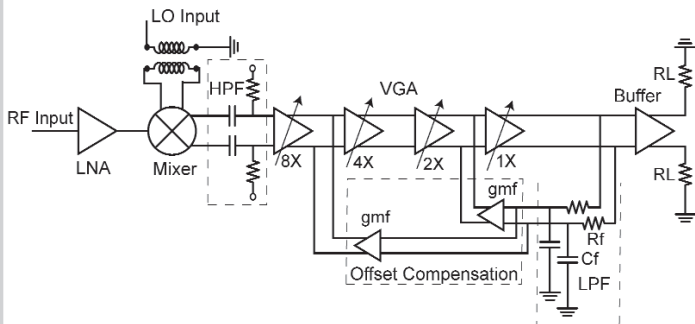 LO Input
HPF
VGA
RL
Buffer
RF Input
LNA
Mixer
8X
4X
2X
1X
RL
gmf
gmf
Rf
Cf
Offset Compensation
LPF